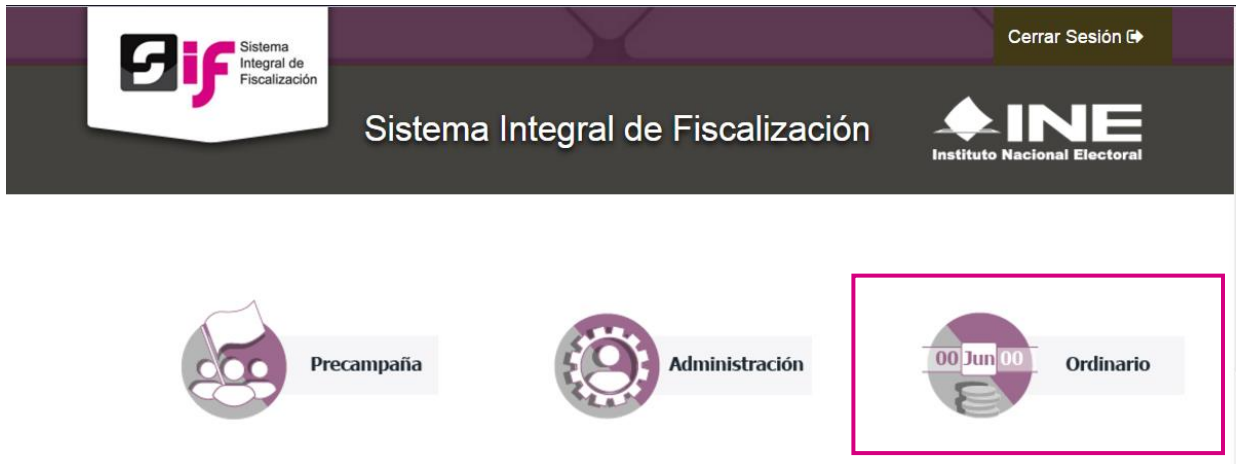 Cerrar Sesión
Sif
Sistema
Integral de
Fiscalización
Sistema Integral de Fiscalización
INE
Instituto Nacional Electoral
Precampaña
Administración
00 Jun 00
Ordinario